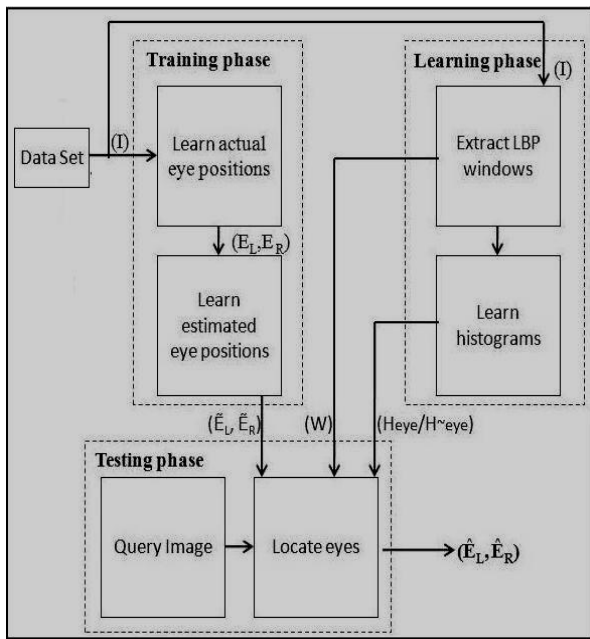 Training phase
Learning phase
(I)
Data Set
(I)
Learn actual
eye positions
Extract LBP
windows
(E_L,E_R)
Learn
estimated
eye positions
Learn
histograms
(Ẽ_L, Ẽ_R)
(W)
(Heye/H~eye)
Testing phase
Query Image
Locate eyes
(Ê_L,Ê_R)